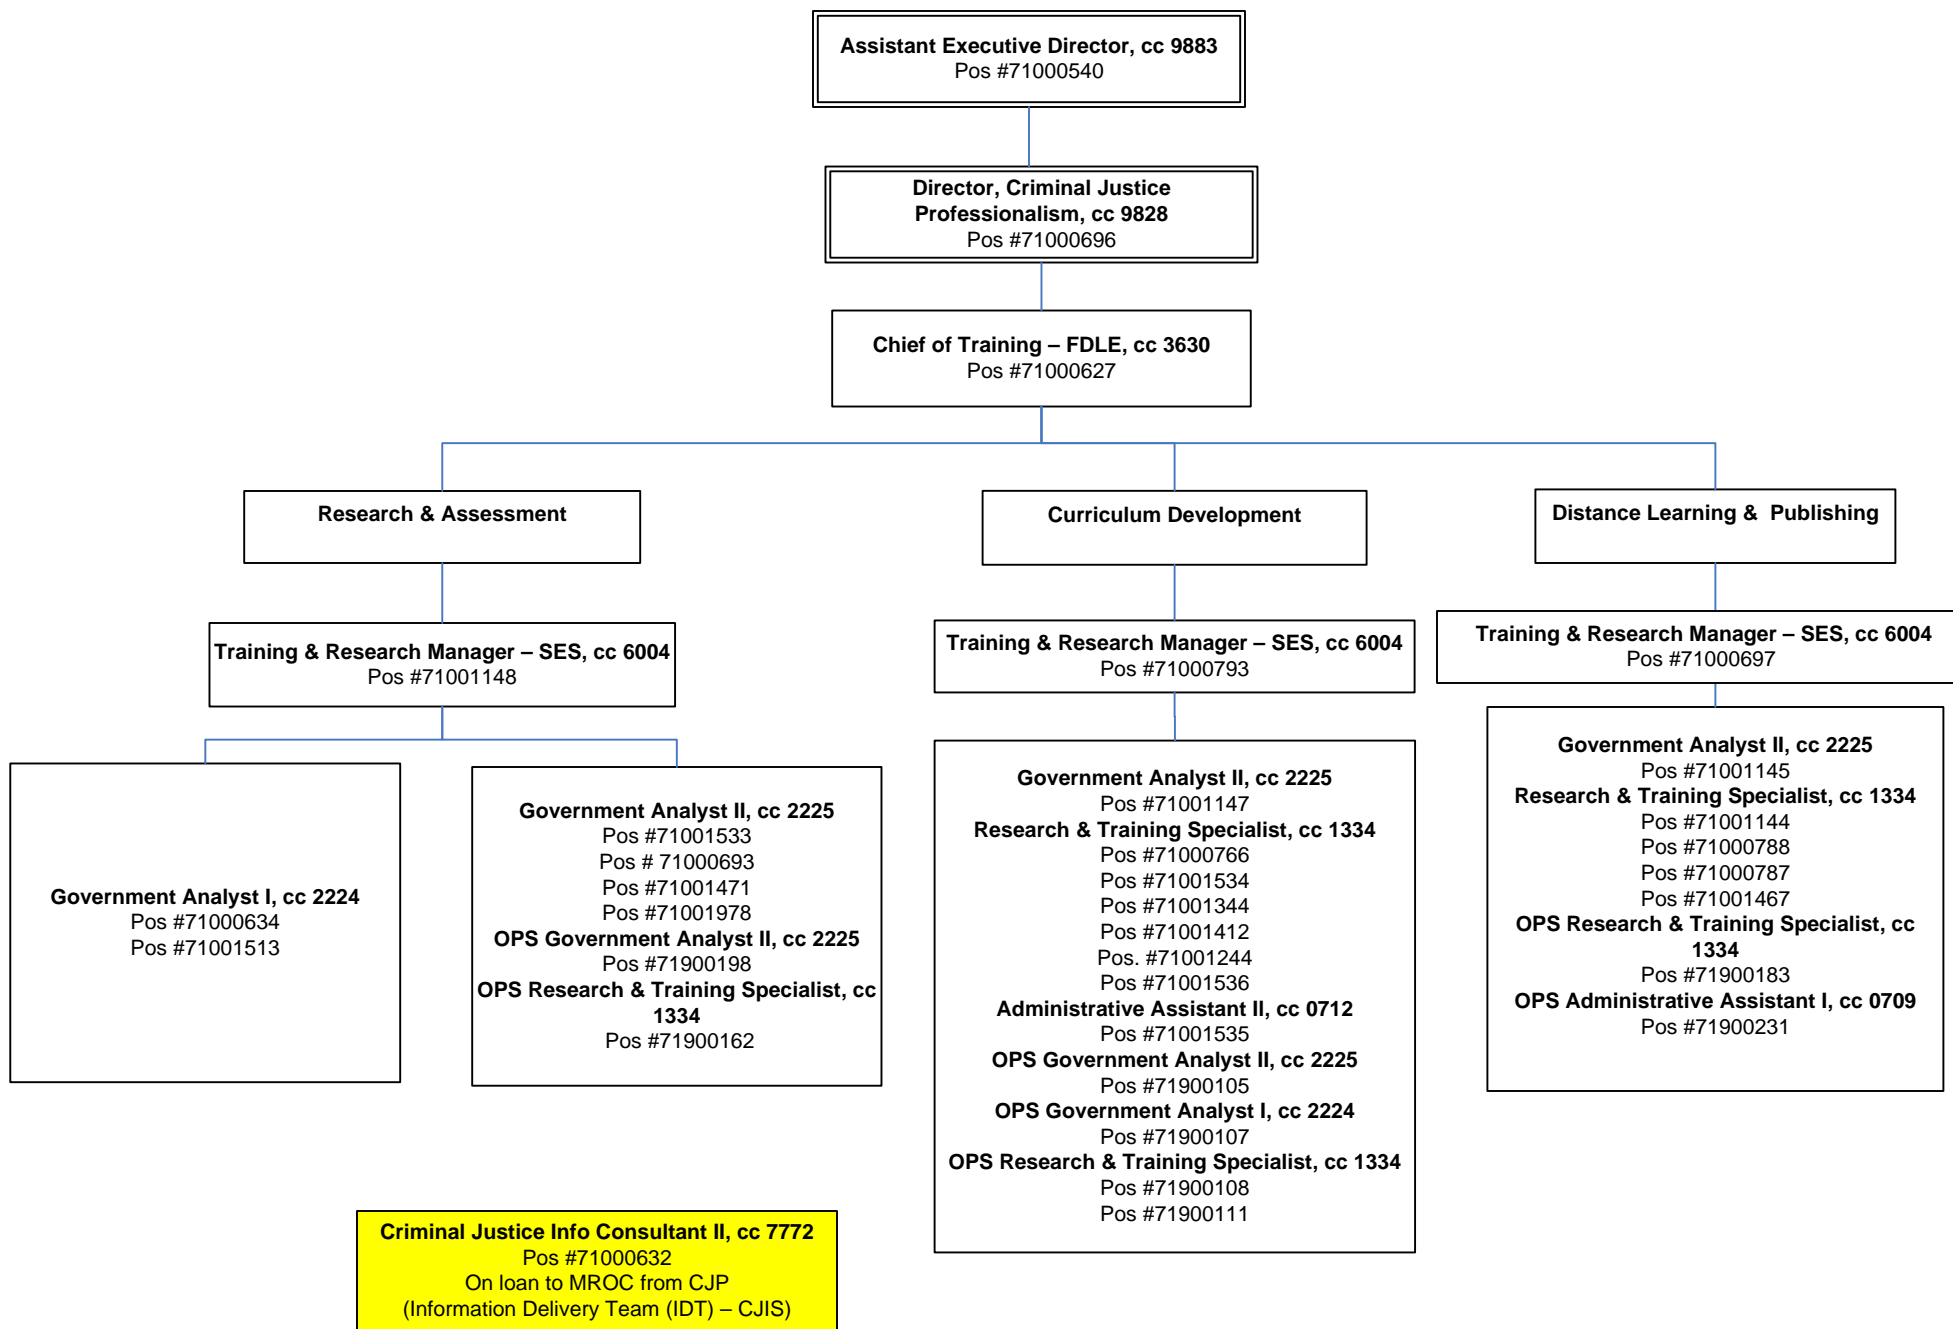 Assistant Executive Director, cc 9883
Pos #71000540
Director, Criminal Justice
Professionalism, cc 9828
Pos #71000696
Chief of Training – FDLE, cc 3630
Pos #71000627
Research & Assessment
Curriculum Development
Distance Learning &  Publishing
Training & Research Manager – SES, cc 6004
Pos #71001148
Training & Research Manager – SES, cc 6004
Pos #71000793
Training & Research Manager – SES, cc 6004
Pos #71000697
Government Analyst I, cc 2224
Pos #71000634
Pos #71001513
Government Analyst II, cc 2225
Pos #71001533
Pos # 71000693
Pos #71001471
Pos #71001978
OPS Government Analyst II, cc 2225
Pos #71900198
OPS Research & Training Specialist, cc
1334
Pos #71900162
Government Analyst II, cc 2225
Pos #71001147
Research & Training Specialist, cc 1334
Pos #71000766
Pos #71001534
Pos #71001344
Pos #71001412
Pos. #71001244
Pos #71001536
Administrative Assistant II, cc 0712
Pos #71001535
OPS Government Analyst II, cc 2225
Pos #71900105
OPS Government Analyst I, cc 2224
Pos #71900107
OPS Research & Training Specialist, cc 1334
Pos #71900108
Pos #71900111
Government Analyst II, cc 2225
Pos #71001145
Research & Training Specialist, cc 1334
Pos #71001144
Pos #71000788
Pos #71000787
Pos #71001467
OPS Research & Training Specialist, cc
1334
Pos #71900183
OPS Administrative Assistant I, cc 0709
Pos #71900231
Criminal Justice Info Consultant II, cc 7772
Pos #71000632
On loan to MROC from CJP
(Information Delivery Team (IDT) – CJIS)